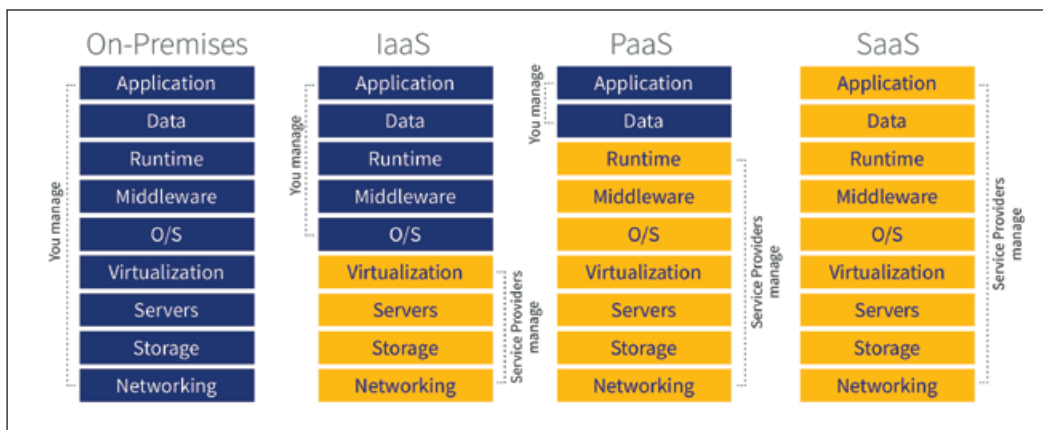 On-Premises
Application
Data
Runtime
Middleware
O/S
Virtualization
Servers
Storage
Networking
You manage
IaaS
Application
Data
Runtime
Middleware
O/S
Virtualization
Servers
Storage
Networking
You manage
Service Providers
manage
PaaS
Application
Data
Runtime
Middleware
O/S
Virtualization
Servers
Storage
Networking
You manage
Service Providers
manage
SaaS
Application
Data
Runtime
Middleware
O/S
Virtualization
Servers
Storage
Networking
Service Providers
manage